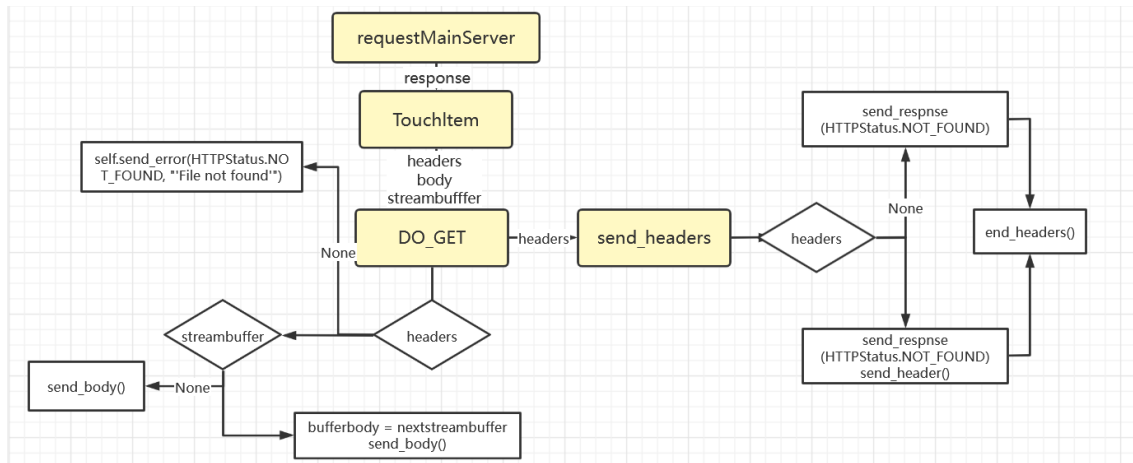 requestMainServer
response
TouchItem
headers
body
streambufffer
self.send_error(HTTPStatus.NO
T_FOUND, "'File not found'")
None
DO_GET
headers
send_headers
headers
None
send_respnse
(HTTPStatus.NOT_FOUND)
end_headers()
send_respnse
(HTTPStatus.NOT_FOUND)
send_header()
headers
streambuffer
None
send_body()
bufferbody = nextstreambuffer
send_body()